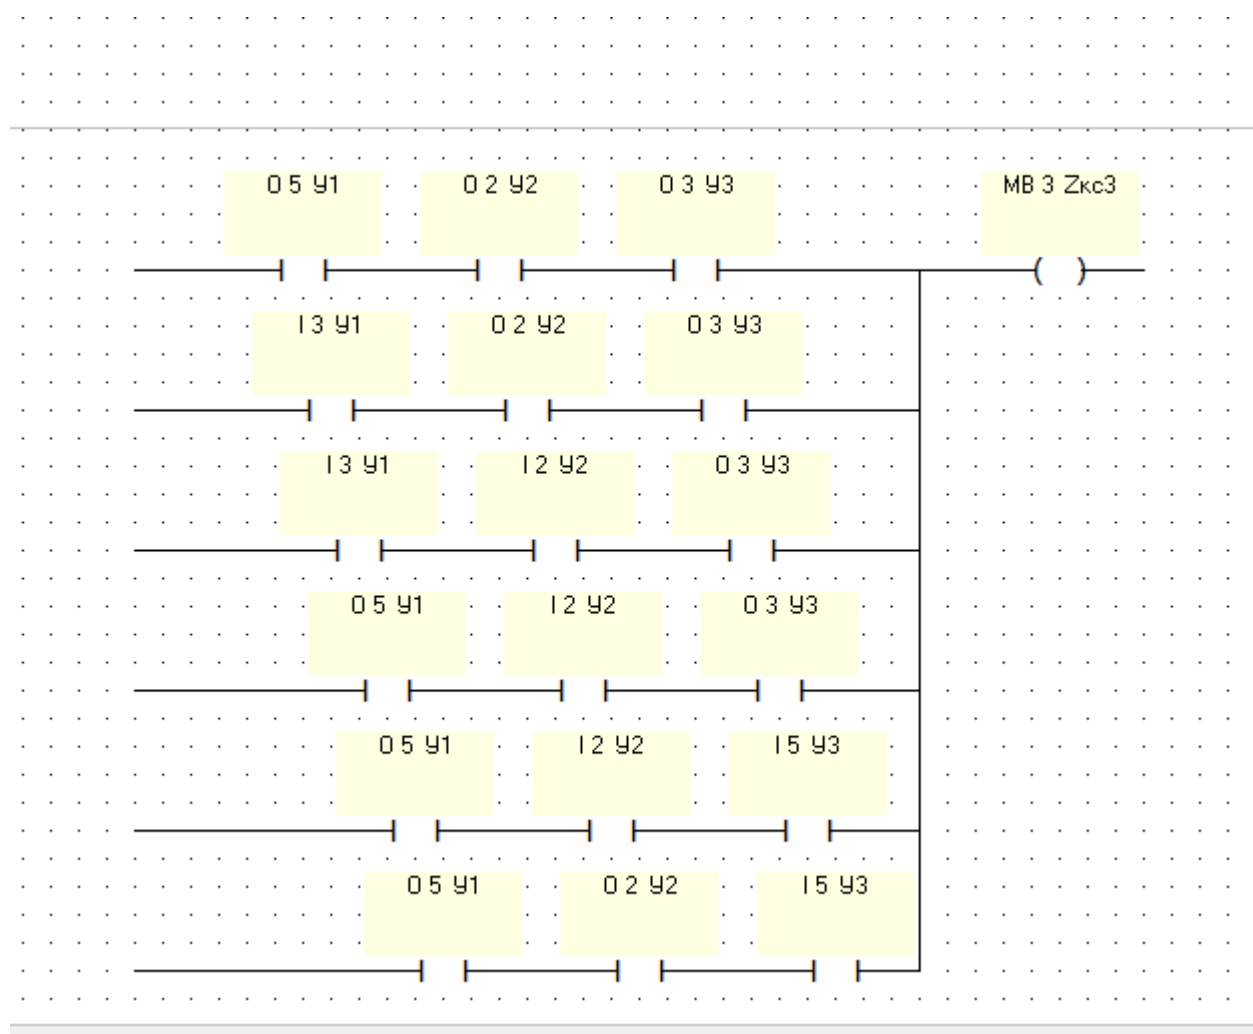 O 5 У1 O 2 У2 O 3 У3 MB 3 Zкс3
I 3 У1 O 2 У2 O 3 У3
I 3 У1 I 2 У2 O 3 У3
O 5 У1 I 2 У2 O 3 У3
O 5 У1 I 2 У2 I 5 У3
O 5 У1 O 2 У2 I 5 У3